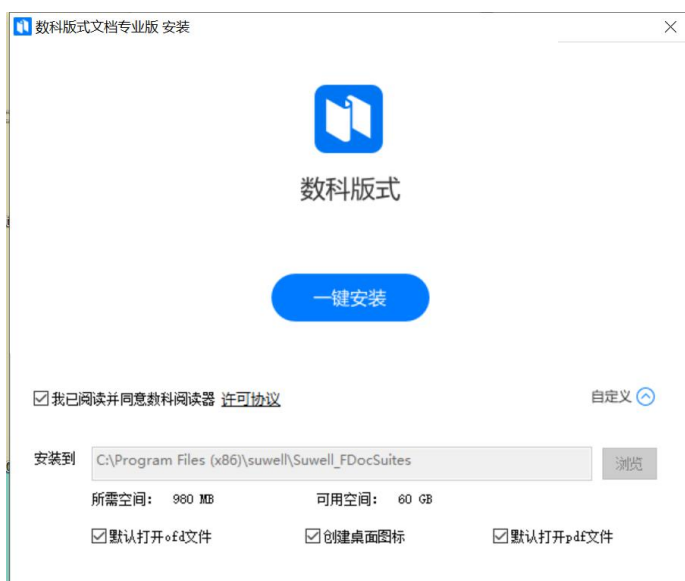 数科版式文档专业版 安装
数科版式
一键安装
我已阅读并同意数科阅读器 许可协议
自定义
安装到 C:\Program Files (x86)\suwell\Suwell_FDocSuites 浏览
所需空间： 980 MB 可用空间： 60 GB
默认打开ofd文件 创建桌面图标 默认打开pdf文件